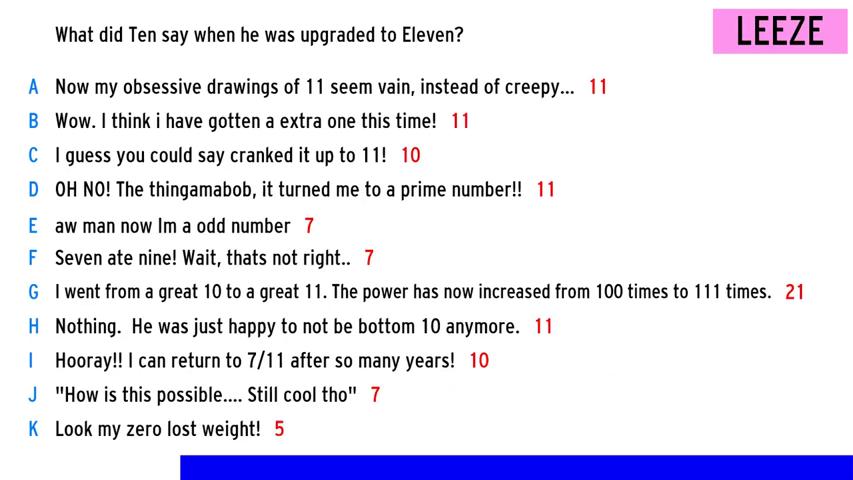 What did Ten say when he was upgraded to Eleven?
LEEZE
A Now my obsessive drawings of 11 seem vain, instead of creepy... 11
B Wow. I think i have gotten a extra one this time! 11
C I guess you could say cranked it up to 11! 10
D OH NO! The thingamabob, it turned me to a prime number!! 11
E aw man now Im a odd number 7
F Seven ate nine! Wait, thats not right.. 7
G I went from a great 10 to a great 11. The power has now increased from 100 times to 111 times. 21
H Nothing. He was just happy to not be bottom 10 anymore. 11
I Hooray!! I can return to 7/11 after so many years! 10
J "How is this possible.... Still cool tho" 7
K Look my zero lost weight! 5